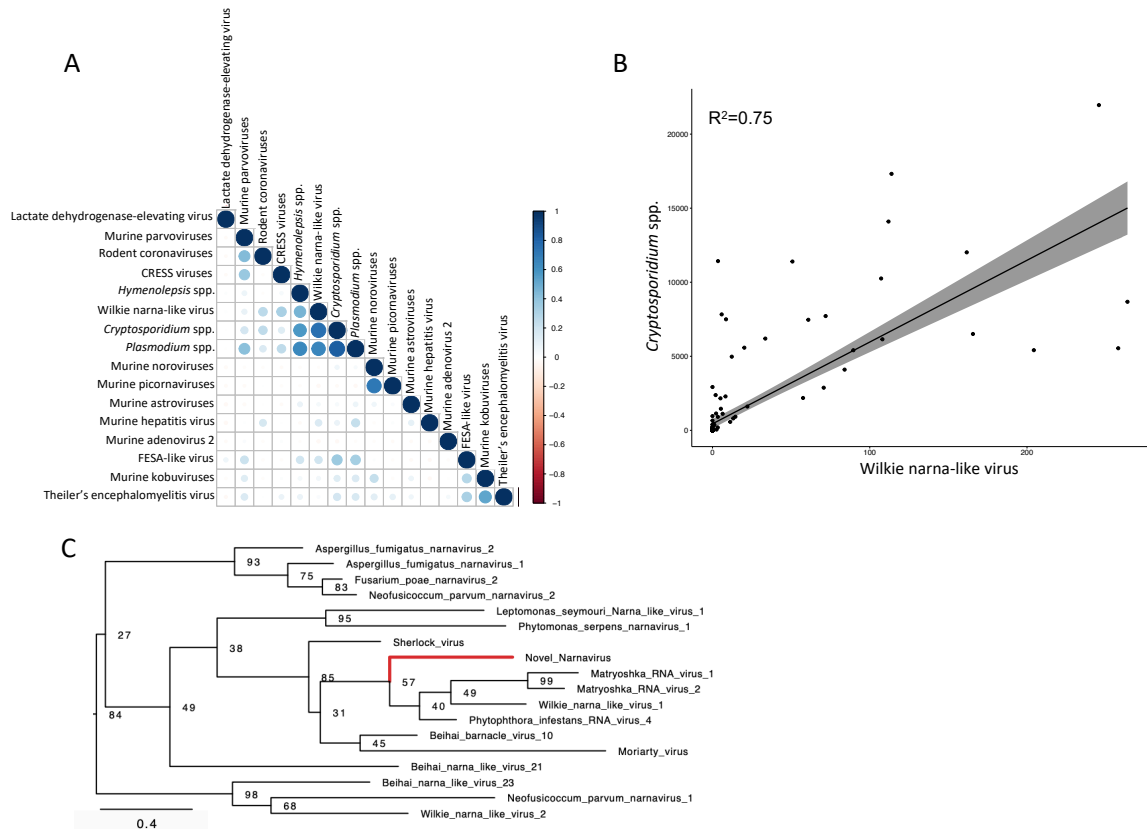 A
B
Lactate dehydrogenase-elevating virus
Murine parvoviruses
Rodent coronaviruses
CRESS viruses
Hymenolepsis spp.
Wilkie narna-like virus
Cryptosporidium spp.
Plasmodium spp.
Murine noroviruses
Murine picornaviruses
Murine astroviruses
Murine hepatitis virus
Murine adenovirus 2
FESA-like virus
Murine kobuviruses
Theiler's encephalomyelitis virus
Lactate dehydrogenase-elevating virus
Murine parvoviruses
Rodent coronaviruses
CRESS viruses
Hymenolepsis spp.
Wilkie narna-like virus
Cryptosporidium spp.
Plasmodium spp.
Murine noroviruses
Murine picornaviruses
Murine astroviruses
Murine hepatitis virus
Murine adenovirus 2
FESA-like virus
Murine kobuviruses
Theiler's encephalomyelitis virus
1
0.8
0.6
0.4
0.2
0
−0.2
−0.4
−0.6
−0.8
−1
R²=0.75
Cryptosporidium spp.
20000
15000
10000
5000
0
0
100
200
Wilkie narna-like virus
C
Aspergillus_fumigatus_narnavirus_2
93
Aspergillus_fumigatus_narnavirus_1
75
Fusarium_poae_narnavirus_2
83
Neofusicoccum_parvum_narnavirus_2
Leptomonas_seymouri_Narna_like_virus_1
95
Phytomonas_serpens_narnavirus_1
27
Sherlock_virus
38
Novel_Narnavirus
Matryoshka_RNA_virus_1
85
57
99
Matryoshka_RNA_virus_2
49
Wilkie_narna_like_virus_1
40
Phytophthora_infestans_RNA_virus_4
84
49
31
Beihai_barnacle_virus_10
45
Moriarty_virus
Beihai_narna_like_virus_21
Beihai_narna_like_virus_23
98
Neofusicoccum_parvum_narnavirus_1
68
Wilkie_narna_like_virus_2
0.4